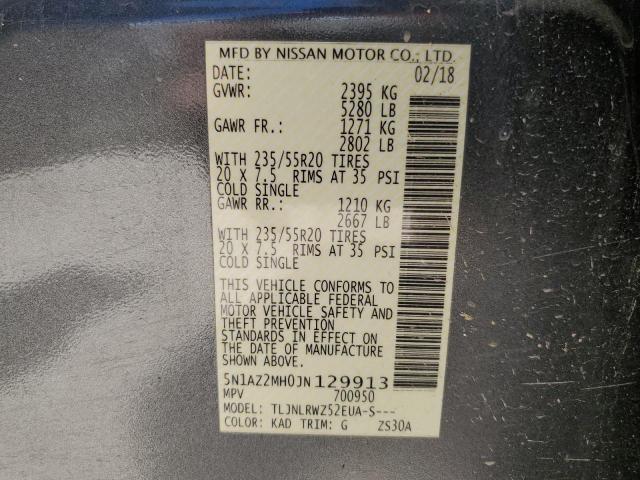 MFD BY NISSAN MOTOR CO., LTD.
DATE: 02/18
GVWR: 2395 KG
5280 LB
GAWR FR.: 1271 KG
2802 LB
WITH 235/55R20 TIRES
20 X 7.5 RIMS AT 35 PSI
COLD SINGLE
GAWR RR.: 1210 KG
2667 LB
WITH 235/55R20 TIRES
20 X 7.5 RIMS AT 35 PSI
COLD SINGLE
THIS VEHICLE CONFORMS TO
ALL APPLICABLE FEDERAL
MOTOR VEHICLE SAFETY AND
THEFT PREVENTION
STANDARDS IN EFFECT ON
THE DATE OF MANUFACTURE
SHOWN ABOVE.
5N1AZ2MH0JN129913
MPV 700950
MODEL: TLJNLRWZ52EUA-S---
COLOR: KAD TRIM: G ZS30A